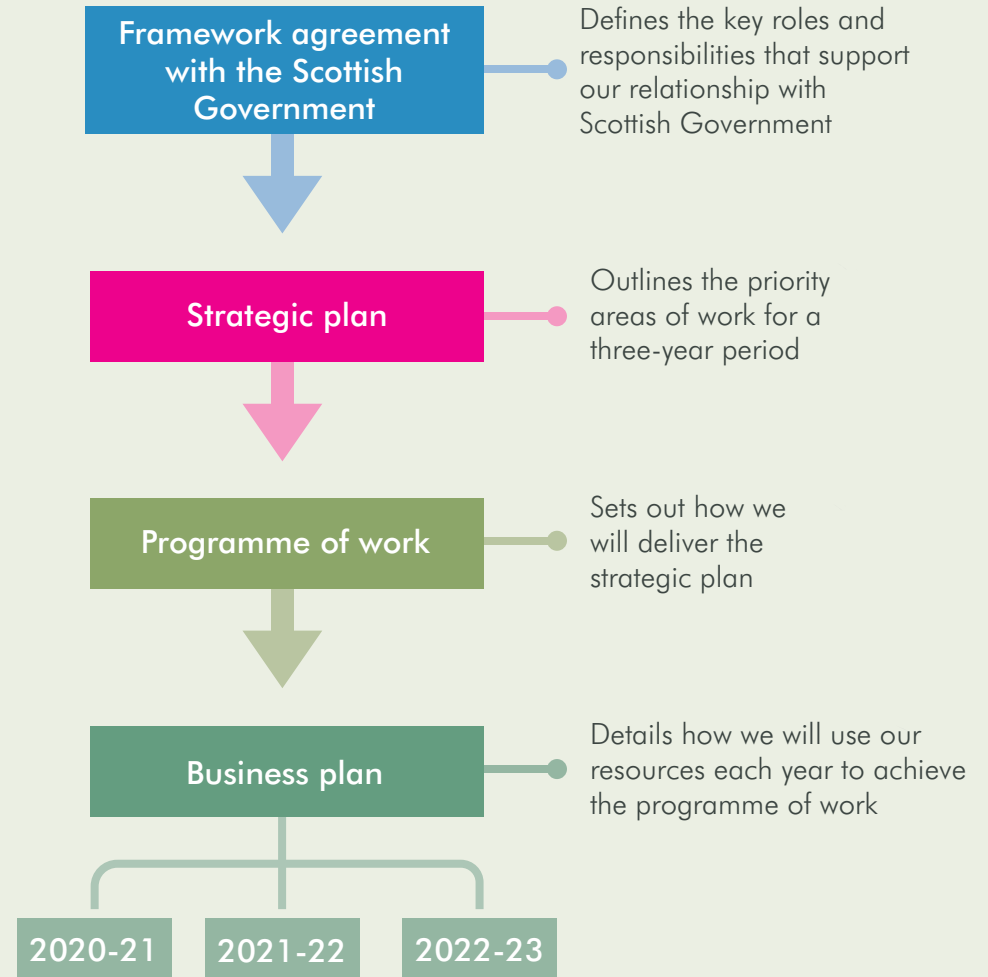 Framework agreement
with the Scottish
Government
Defines the key roles and
responsibilities that support
our relationship with
Scottish Government
Strategic plan
Outlines the priority
areas of work for a
three-year period
Programme of work
Sets out how we
will deliver the
strategic plan
Business plan
Details how we will use our
resources each year to achieve
the programme of work
2020-21
2021-22
2022-23